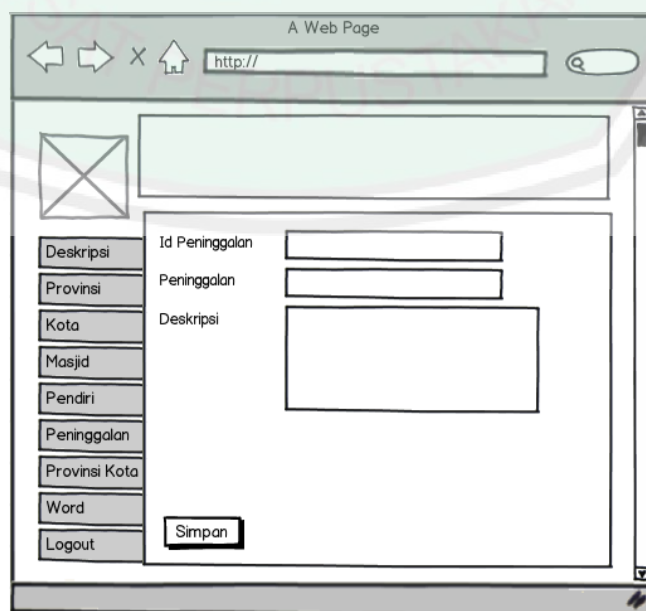 A Web Page
http://
Id Peninggalan
Peninggalan
Deskripsi
Deskripsi
Provinsi
Kota
Masjid
Pendiri
Peninggalan
Provinsi Kota
Word
Logout
Simpan